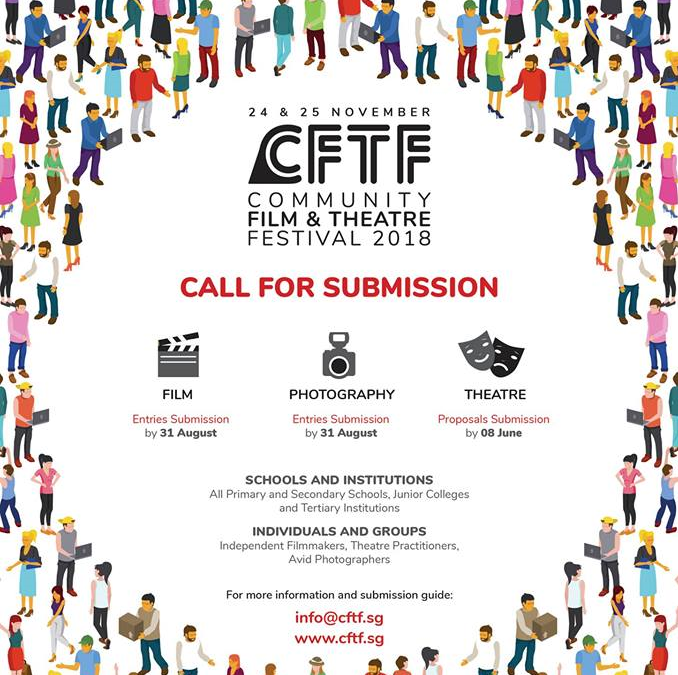 24 & 25 NOVEMBER
CFTF
COMMUNITY
FILM & THEATRE
FESTIVAL 2018
CALL FOR SUBMISSION
FILM
Entries Submission
by 31 August
PHOTOGRAPHY
Entries Submission
by 31 August
THEATRE
Proposals Submission
by 08 June
SCHOOLS AND INSTITUTIONS
All Primary and Secondary Schools, Junior Colleges
and Tertiary Institutions
INDIVIDUALS AND GROUPS
Independent Filmmakers, Theatre Practitioners,
Avid Photographers
For more information and submission guide:
info@cftf.sg
www.cftf.sg